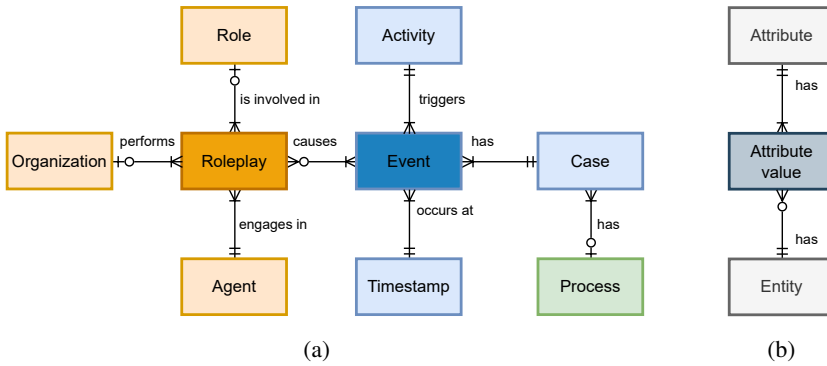 Role
Activity
Attribute
is involved in
triggers
has
performs
causes
has
Organization
Roleplay
Event
Case
Attribute
value
engages in
occurs at
has
has
Agent
Timestamp
Process
Entity
(a)
(b)